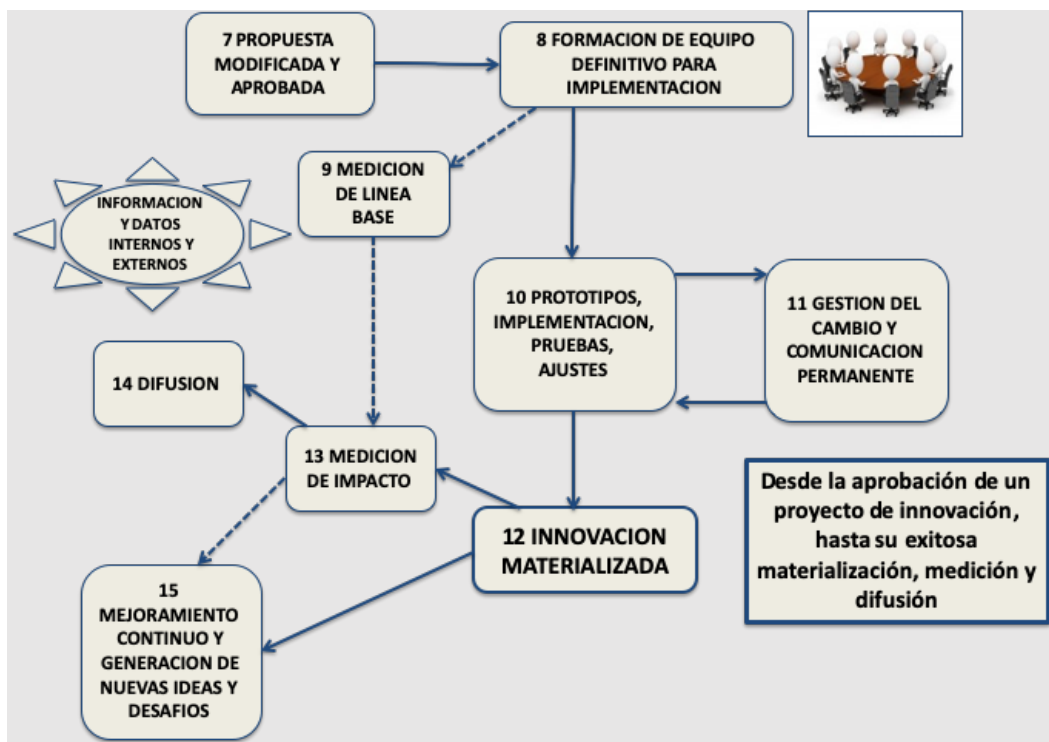 7 PROPUESTA
MODIFICADA Y
APROBADA
8 FORMACION DE EQUIPO
DEFINITIVO PARA
IMPLEMENTACION
9 MEDICION
DE LINEA
BASE
INFORMACION
Y DATOS
INTERNOS Y
EXTERNOS
10 PROTOTIPOS,
IMPLEMENTACION,
PRUEBAS,
AJUSTES
11 GESTION DEL
CAMBIO Y
COMUNICACION
PERMANENTE
14 DIFUSION
13 MEDICION
DE IMPACTO
12 INNOVACION
MATERIALIZADA
Desde la aprobación de un
proyecto de innovación,
hasta su exitosa
materialización, medición y
difusión
15
MEJORAMIENTO
CONTINUO Y
GENERACION DE
NUEVAS IDEAS Y
DESAFIOS